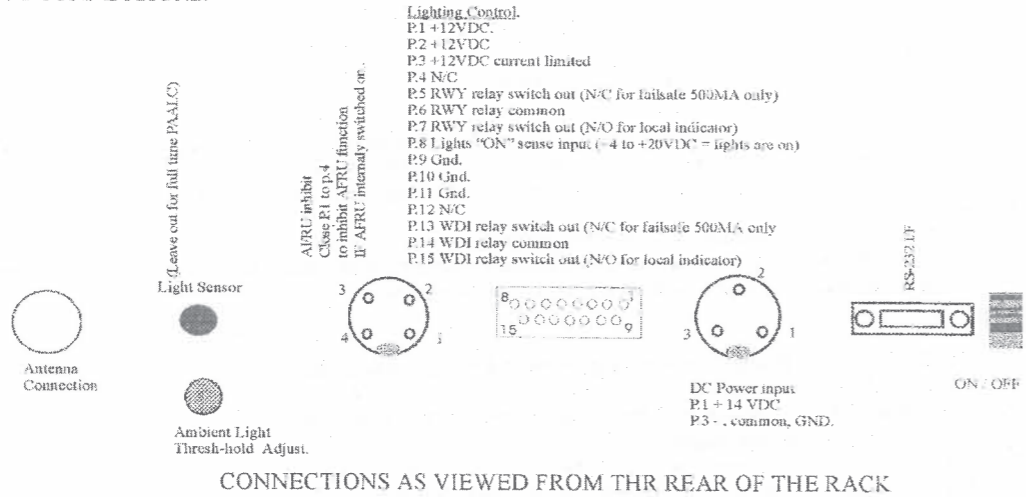 Lighting Control.
P.1 +12VDC.
P.2 +12VDC
P.3 +12VDC current limited
P.4 N/C
P.5 RWY relay switch out (N/C for failsafe 500MA only)
P.6 RWY relay common
P.7 RWY relay switch out (N/O for local indicator)
P.8 Lights "ON" sense input (+4 to +20VDC = lights are on)
P.9 Gnd.
P.10 Gnd.
P.11 Gnd.
P.12 N/C
P.13 WDI relay switch out (N/C for failsafe 500MA only
P.14 WDI relay common
P.15 WDI relay switch out (N/O for local indicator)
(Leave out for full time PAALC)
Light Sensor
AFRU inhibit
Close P.1 to p.4
to inhibit AFRU function
IF AFRU internaly switched on.
3
2
4
1
8
1
15
9
2
3
1
RS-232 I/F
Antenna
Connection
Ambient Light
Thresh-hold Adjust.
DC Power input
P.1 + 14 VDC
P.3 - . common, GND.
ON / OFF
CONNECTIONS AS VIEWED FROM THR REAR OF THE RACK